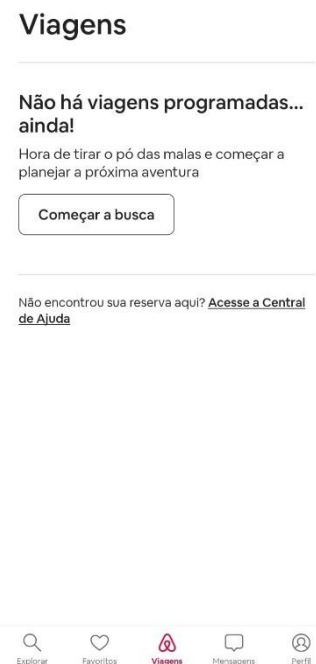 Viagens
Não há viagens programadas...
ainda!
Hora de tirar o pó das malas e começar a
planejar a próxima aventura
Começar a busca
Não encontrou sua reserva aqui? Acesse a Central
de Ajuda
Explorar Favoritos Viagens Mensagens Perfil